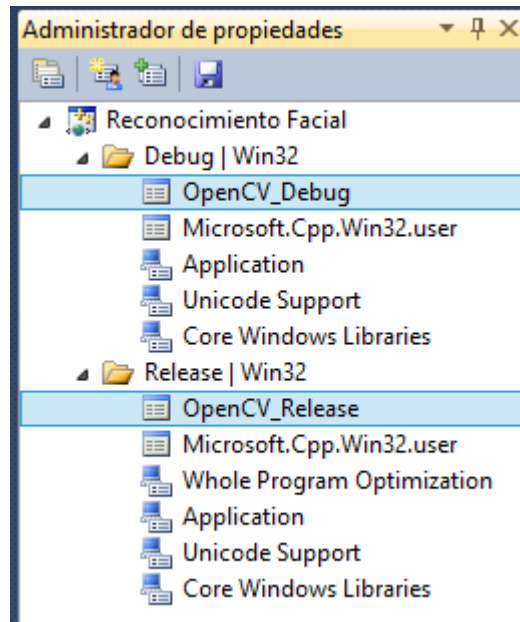 Administrador de propiedades
Reconocimiento Facial
Debug | Win32
OpenCV_Debug
Microsoft.Cpp.Win32.user
Application
Unicode Support
Core Windows Libraries
Release | Win32
OpenCV_Release
Microsoft.Cpp.Win32.user
Whole Program Optimization
Application
Unicode Support
Core Windows Libraries